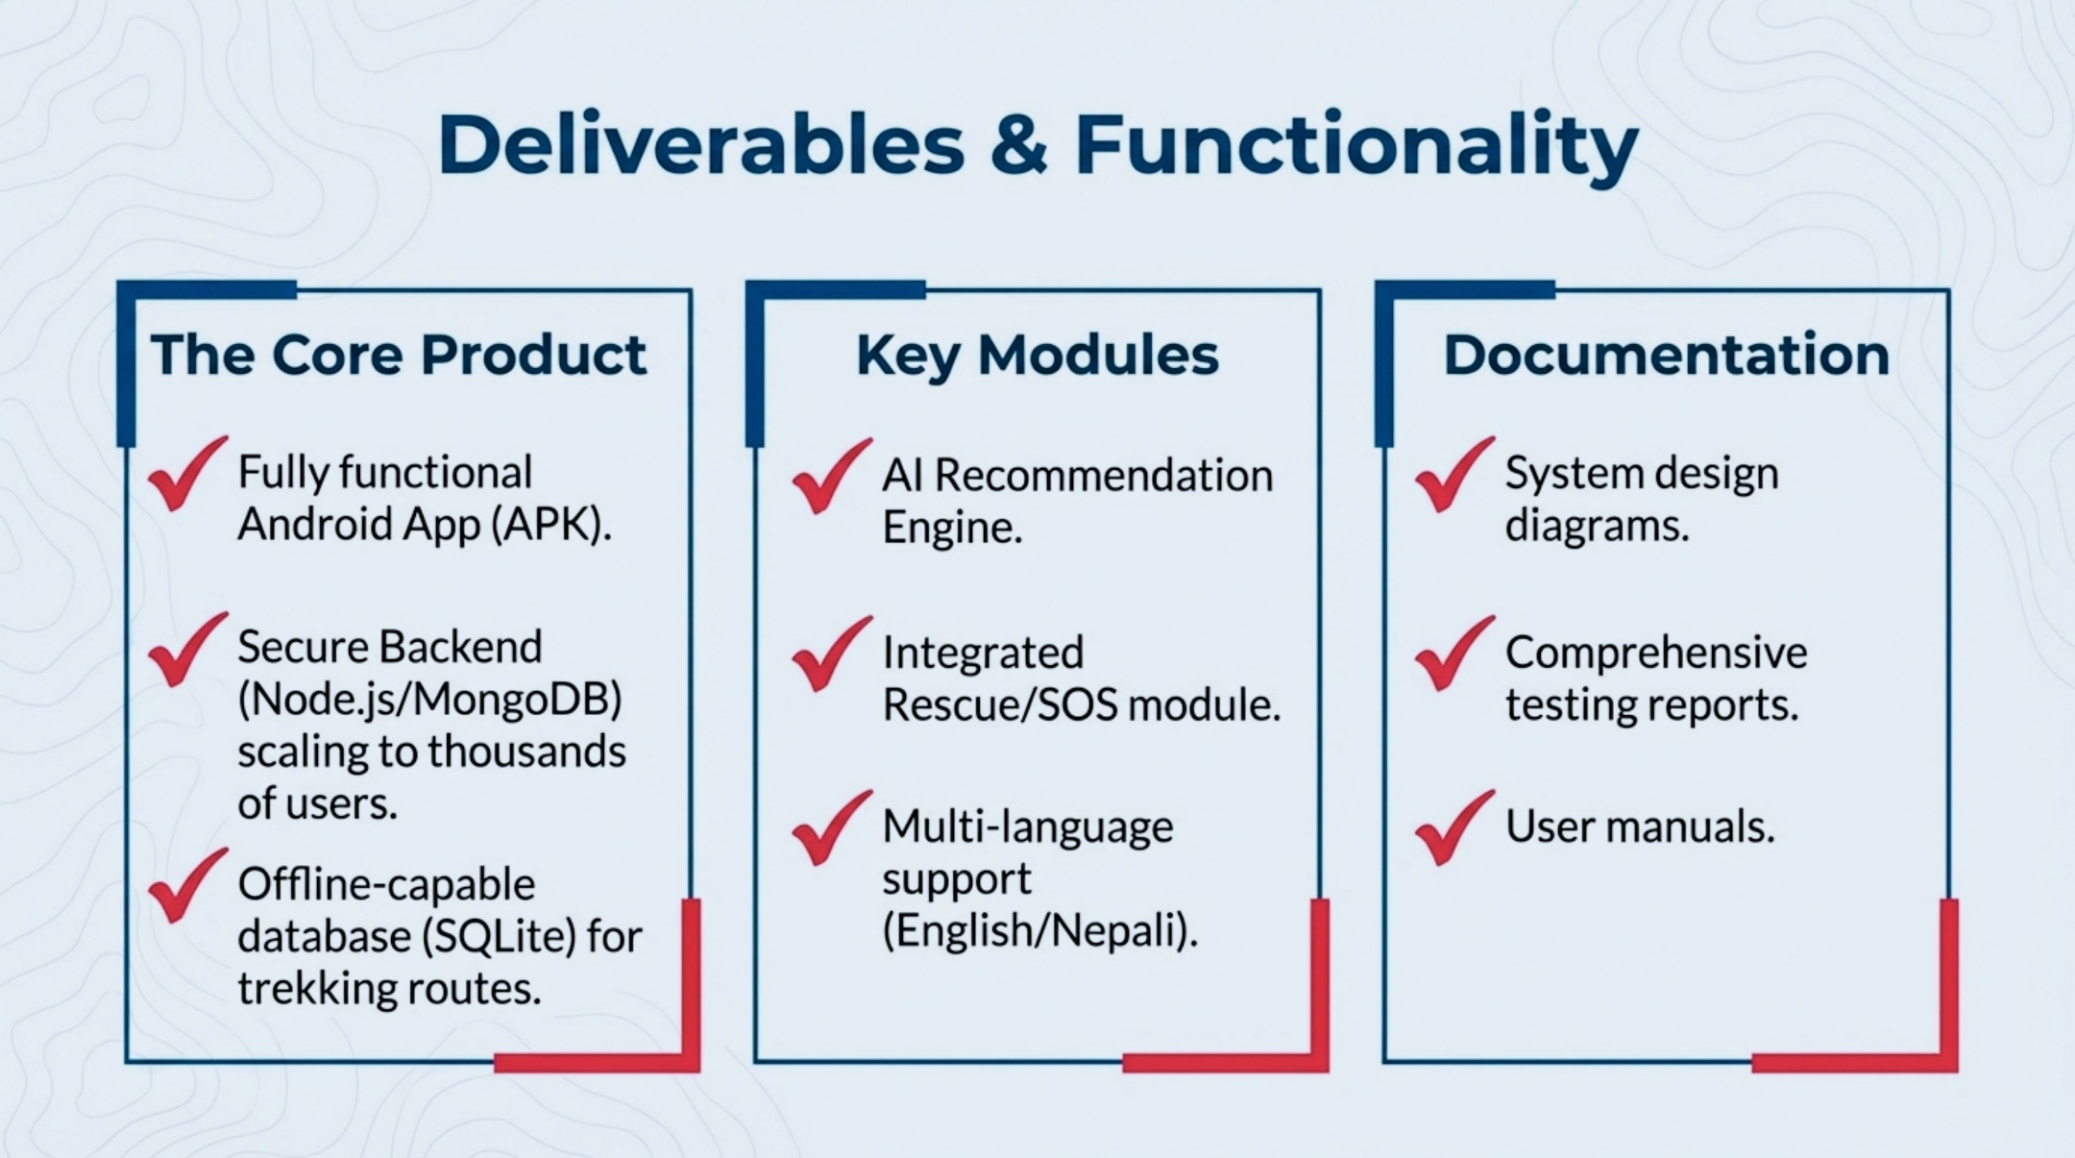 Deliverables & Functionality
The Core Product
Fully functional
Android App (APK).
Secure Backend
(Node.js/MongoDB)
scaling to thousands
of users.
Offline-capable
database (SQLite) for
trekking routes.
Key Modules
AI Recommendation
Engine.
Integrated
Rescue/SOS module.
Multi-language
support
(English/Nepali).
Documentation
System design
diagrams.
Comprehensive
testing reports.
User manuals.